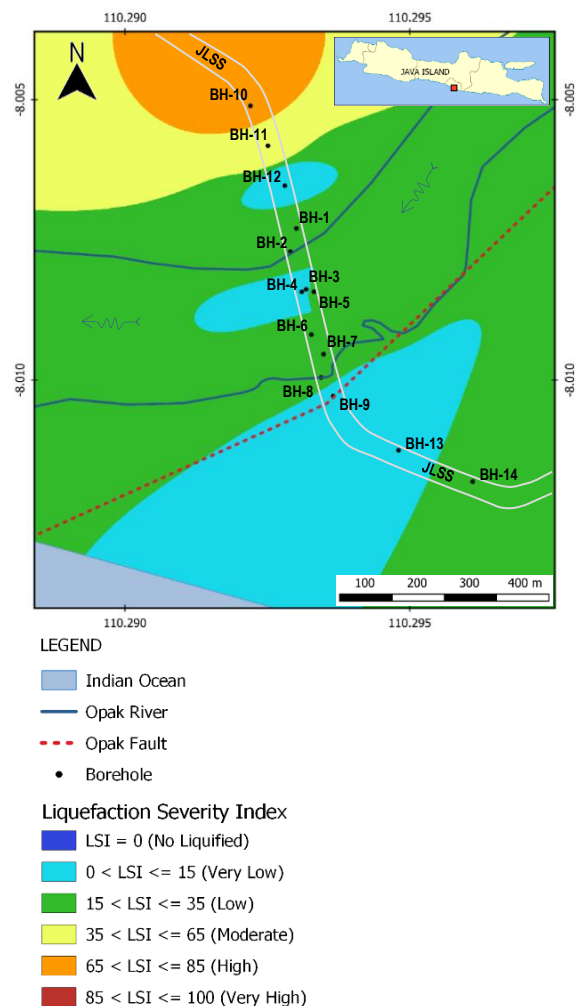 110.290 110.295
JLSS
JAVA ISLAND
-8.005
-8.005
BH-10
BH-11
BH-12
BH-1
BH-2
BH-3
BH-4
BH-5
BH-6
BH-7
-8.010
-8.010
BH-8
BH-9
BH-13
JLSS
BH-14
N
100 200 300 400 m
110.290 110.295
LEGEND
Indian Ocean
Opak River
Opak Fault
Borehole
Liquefaction Severity Index
LSI = 0 (No Liquified)
0 < LSI <= 15 (Very Low)
15 < LSI <= 35 (Low)
35 < LSI <= 65 (Moderate)
65 < LSI <= 85 (High)
85 < LSI <= 100 (Very High)